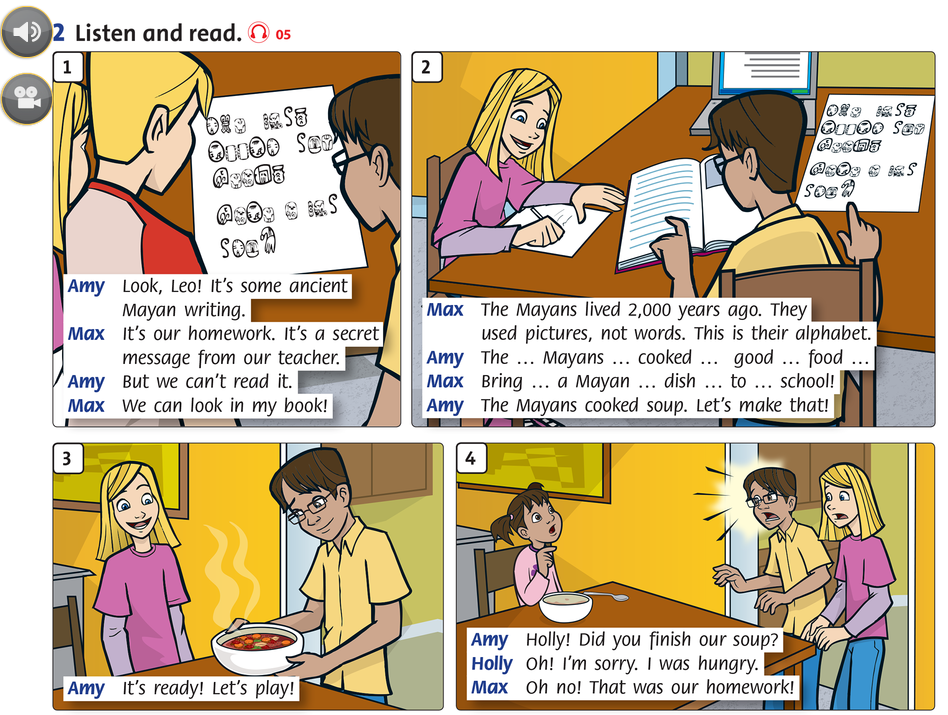 2 Listen and read. 05
1
Amy Look, Leo! It's some ancient
Mayan writing.
Max It's our homework. It's a secret
message from our teacher.
Amy But we can't read it.
Max We can look in my book!
2
Max The Mayans lived 2,000 years ago. They
used pictures, not words. This is their alphabet.
Amy The ... Mayans ... cooked ... good ... food ...
Max Bring ... a Mayan ... dish ... to ... school!
Amy The Mayans cooked soup. Let's make that!
3
Amy It's ready! Let's play!
4
Amy Holly! Did you finish our soup?
Holly Oh! I'm sorry. I was hungry.
Max Oh no! That was our homework!